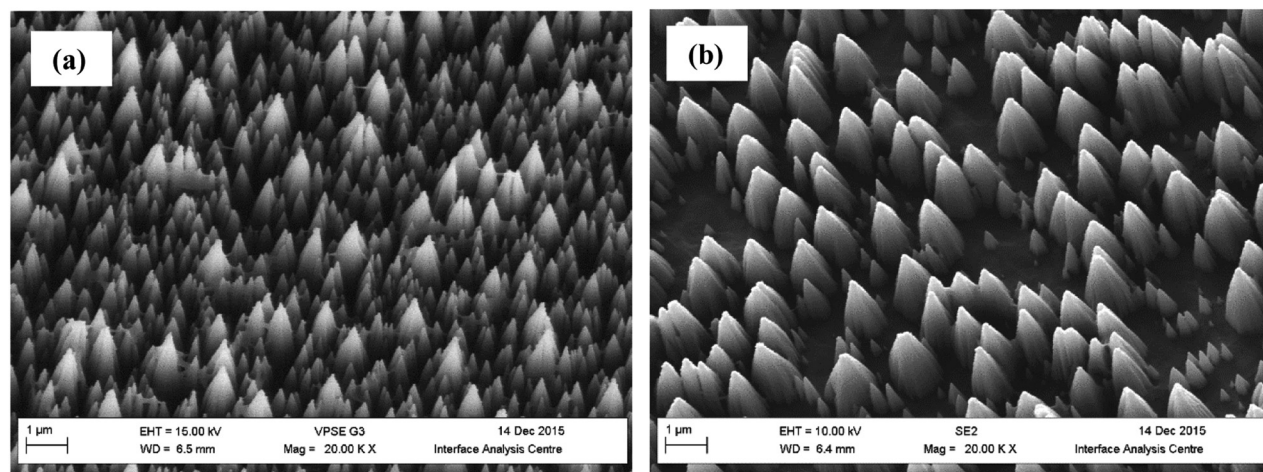 (a)
1 µm
EHT = 15.00 kV
VPSE G3
14 Dec 2015
WD = 6.5 mm
Mag = 20.00 K X
Interface Analysis Centre
(b)
1 µm
EHT = 10.00 kV
SE2
14 Dec 2015
WD = 6.4 mm
Mag = 20.00 K X
Interface Analysis Centre